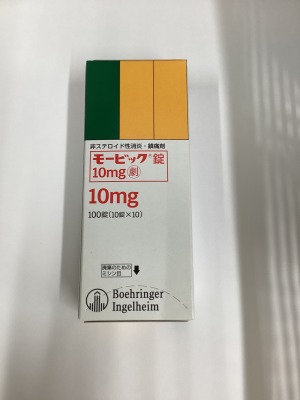 非ステロイド性消炎・鎮痛剤
モービック®錠
10mg 劇
10mg
100錠(10錠×10)
廃棄のための
ミシン目
Boehringer
Ingelheim